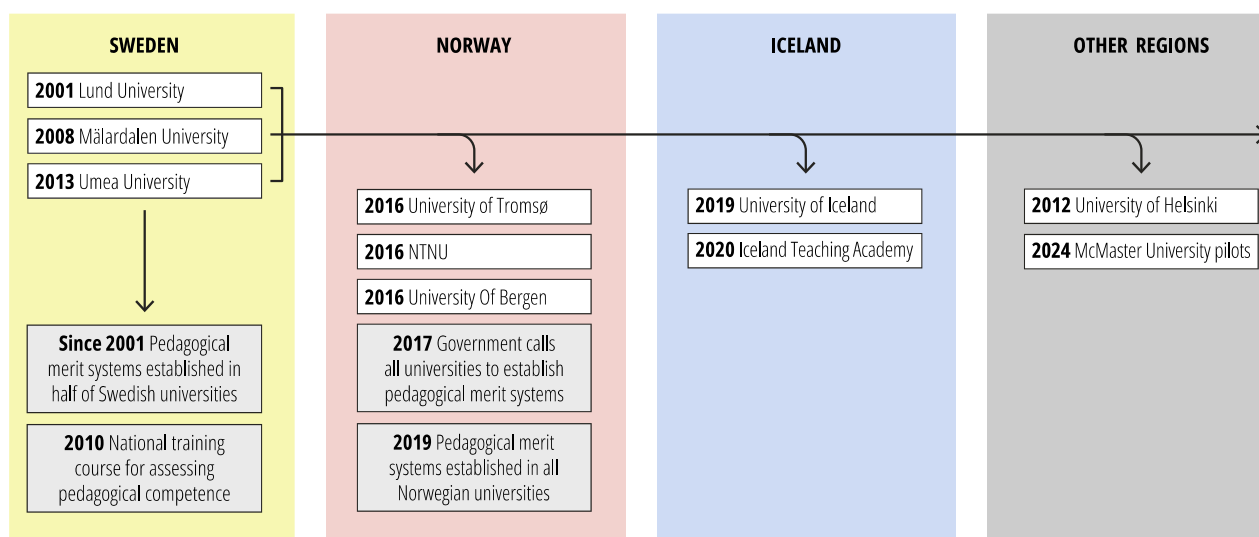 SWEDEN
2001 Lund University
2008 Mälardalen University
2013 Umea University
Since 2001 Pedagogical
merit systems established in
half of Swedish universities
2010 National training
course for assessing
pedagogical competence
NORWAY
2016 University of Tromsø
2016 NTNU
2016 University Of Bergen
2017 Government calls
all universities to establish
pedagogical merit systems
2019 Pedagogical merit
systems established in all
Norwegian universities
ICELAND
2019 University of Iceland
2020 Iceland Teaching Academy
OTHER REGIONS
2012 University of Helsinki
2024 McMaster University pilots